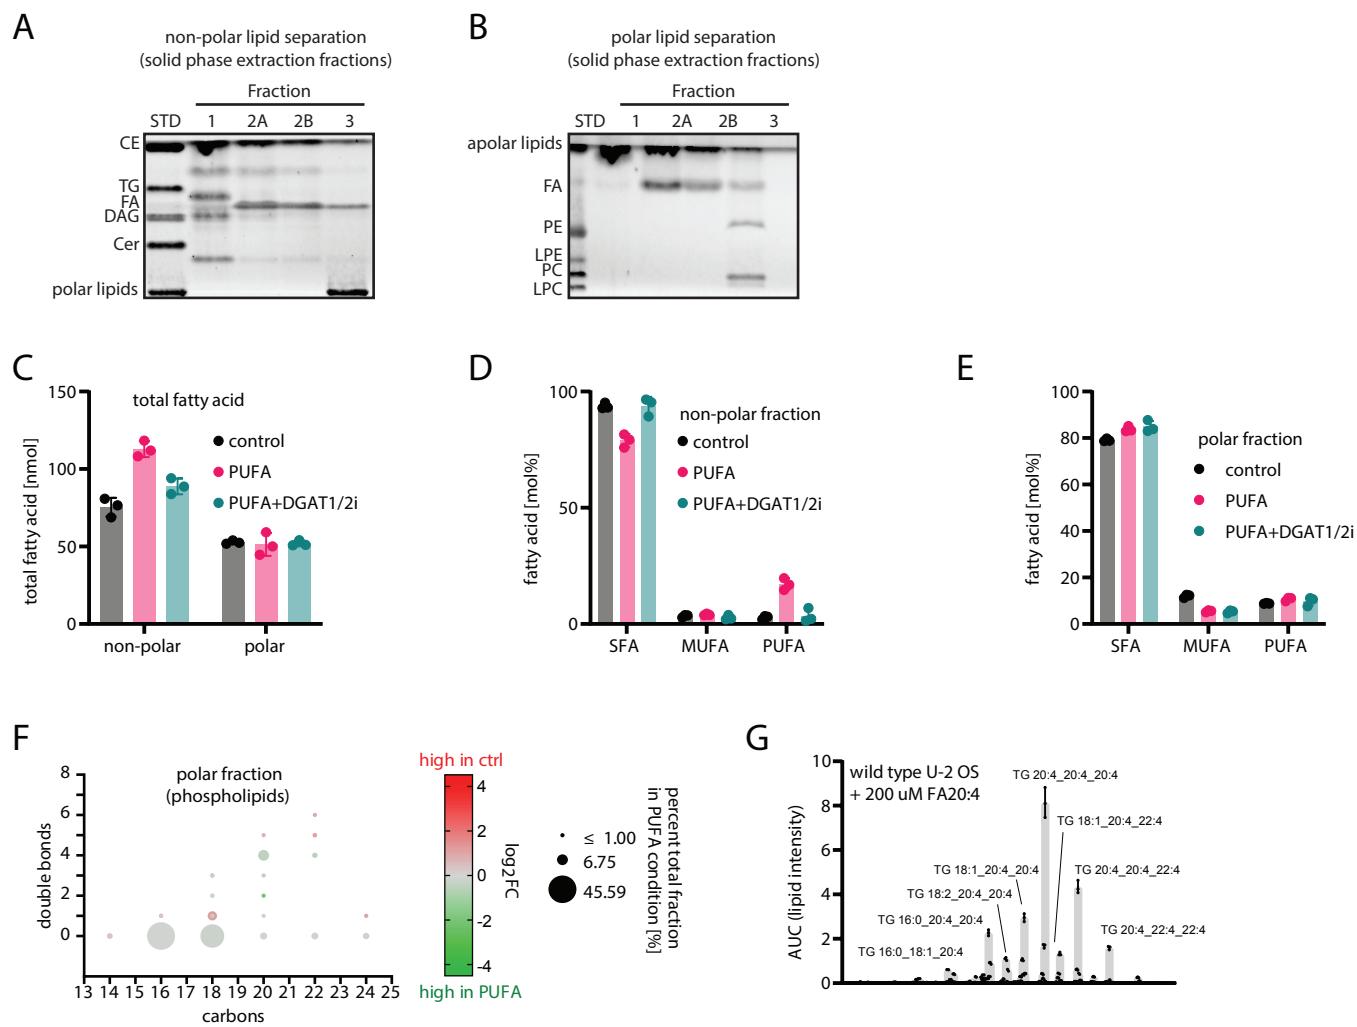 A
non-polar lipid separation
(solid phase extraction fractions)
Fraction
STD 1 2A 2B 3
CE
TG
FA
DAG
Cer
polar lipids
B
polar lipid separation
(solid phase extraction fractions)
Fraction
STD 1 2A 2B 3
apolar lipids
FA
PE
LPE
PC
LPC
C
total fatty acid
control
PUFA
PUFA+DGAT1/2i
total fatty acid [nmol]
150
100
50
0
non-polar polar
D
non-polar fraction
control
PUFA
PUFA+DGAT1/2i
fatty acid [mol%]
100
50
0
SFA MUFA PUFA
E
polar fraction
control
PUFA
PUFA+DGAT1/2i
fatty acid [mol%]
100
80
60
40
20
0
SFA MUFA PUFA
F
polar fraction
(phospholipids)
double bonds
8
6
4
2
0
13 14 15 16 17 18 19 20 21 22 23 24 25
carbons
high in ctrl
4
2
0
-2
-4
log2FC
high in PUFA
percent total fraction
in PUFA condition [%]
≤ 1.00
6.75
45.59
G
wild type U-2 OS
+ 200 uM FA20:4
AUC (lipid intensity)
10
8
6
4
2
0
TG 20:4_20:4_20:4
TG 18:1_20:4_22:4
TG 18:1_20:4_20:4
TG 20:4_20:4_22:4
TG 18:2_20:4_20:4
TG 16:0_20:4_20:4
TG 20:4_22:4_22:4
TG 16:0_18:1_20:4